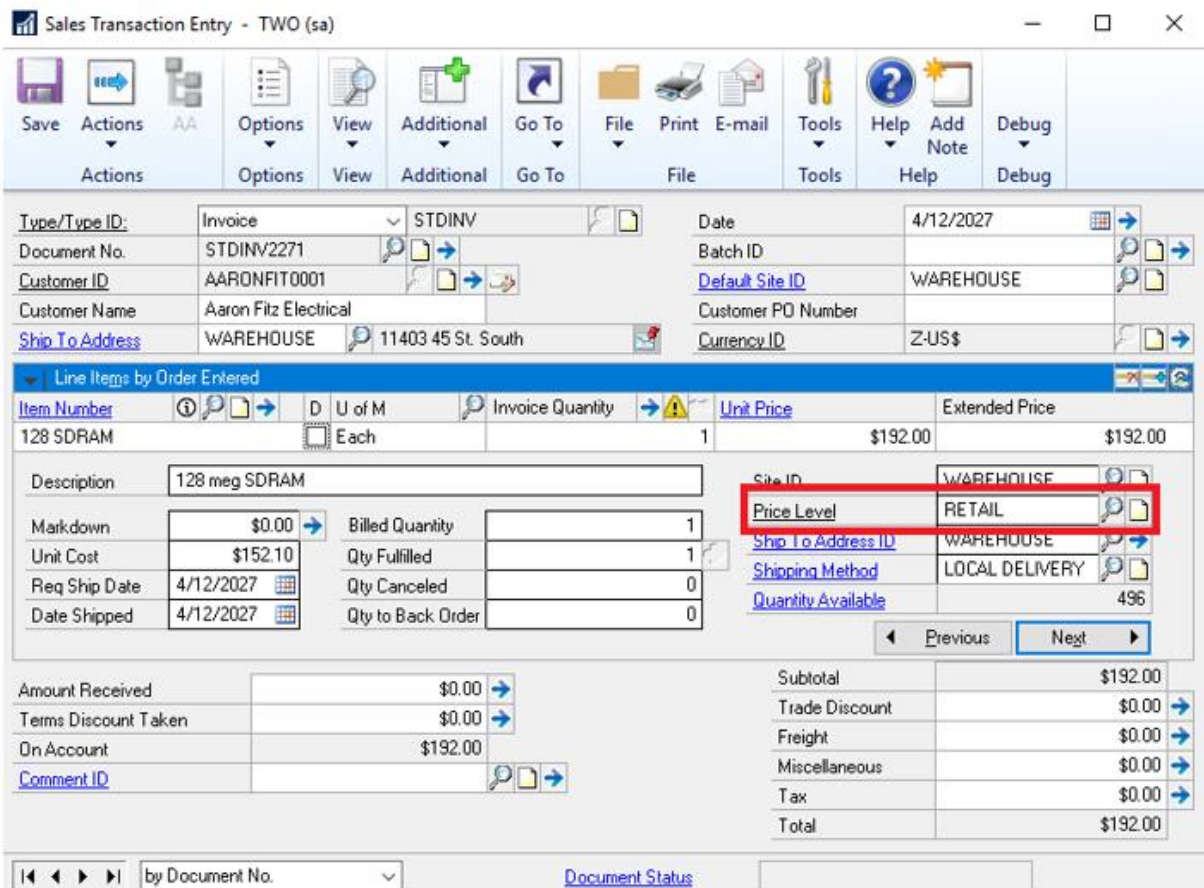 Sales Transaction Entry - TWO (sa)
Save Actions AA Options View Additional Go To File Print E-mail Tools Help Add Note Debug
Actions Options View Additional Go To File Tools Help Debug
Type/Type ID: Invoice STDINV Date 4/12/2027
Document No. STDINV2271 Batch ID
Customer ID AARONFIT0001 Default Site ID WAREHOUSE
Customer Name Aaron Fitz Electrical Customer PO Number
Ship To Address WAREHOUSE 11403 45 St. South Currency ID Z-US$
Line Items by Order Entered
Item Number D U of M Invoice Quantity Unit Price Extended Price
128 SDRAM Each 1 $192.00 $192.00
Description 128 meg SDRAM Site ID WAREHOUSE
Price Level RETAIL
Markdown $0.00 Billed Quantity 1
Ship To Address ID WAREHOUSE
Unit Cost $152.10 Qty Fulfilled 1
Shipping Method LOCAL DELIVERY
Req Ship Date 4/12/2027 Qty Canceled 0
Quantity Available 496
Date Shipped 4/12/2027 Qty to Back Order 0
Previous Next
Amount Received $0.00 Subtotal $192.00
Terms Discount Taken $0.00 Trade Discount $0.00
On Account $192.00 Freight $0.00
Comment ID Miscellaneous $0.00
Tax $0.00
Total $192.00
by Document No. Document Status